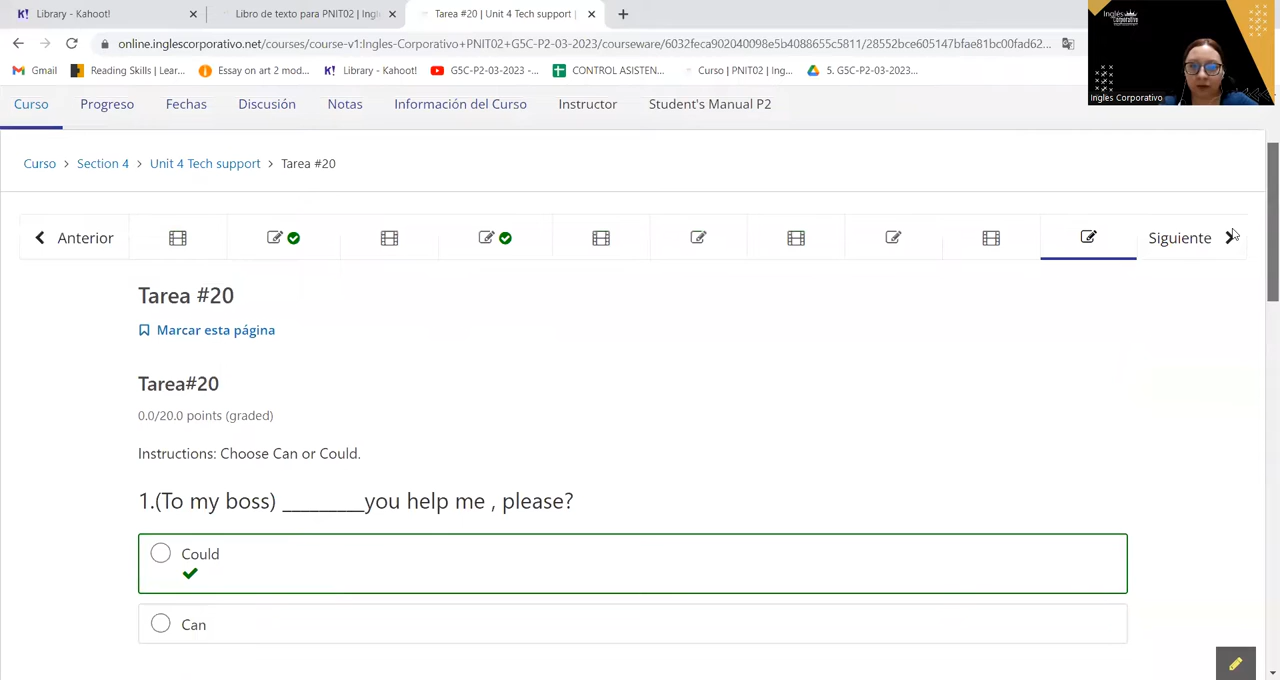 Library - Kahoot!
Libro de texto para PNIT02 | Ingl
Tarea #20 | Unit 4 Tech support |
online.inglescorporativo.net/courses/course-v1:Ingles-Corporativo+PNIT02+G5C-P2-03-2023/courseware/6032feca902040098e5b4088655c5811/28552bce605147bfae81bc00fad62...
Gmail
Reading Skills | Lear...
Essay on art 2 mod...
Library - Kahoot!
G5C-P2-03-2023 -...
CONTROL ASISTEN...
Curso | PNIT02 | Ing...
5. G5C-P2-03-2023...
Inglés
Corporativo
Ingles Corporativo
Curso
Progreso
Fechas
Discusión
Notas
Información del Curso
Instructor
Student's Manual P2
Curso > Section 4 > Unit 4 Tech support > Tarea #20
Anterior
Siguiente
Tarea #20
Marcar esta página
Tarea#20
0.0/20.0 points (graded)
Instructions: Choose Can or Could.
1.(To my boss) _________you help me , please?
Could
Can